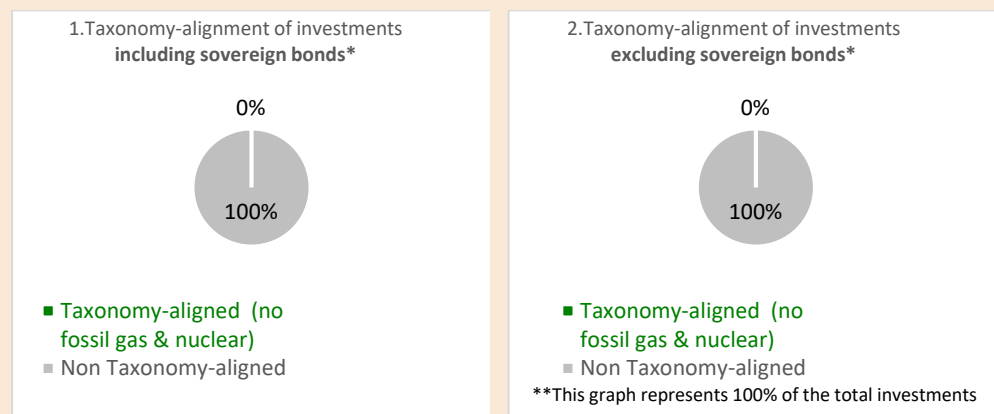 1.Taxonomy-alignment of investments
including sovereign bonds*
0%
100%
Taxonomy-aligned (no
fossil gas & nuclear)
Non Taxonomy-aligned
2.Taxonomy-alignment of investments
excluding sovereign bonds*
0%
100%
Taxonomy-aligned (no
fossil gas & nuclear)
Non Taxonomy-aligned
**This graph represents 100% of the total investments